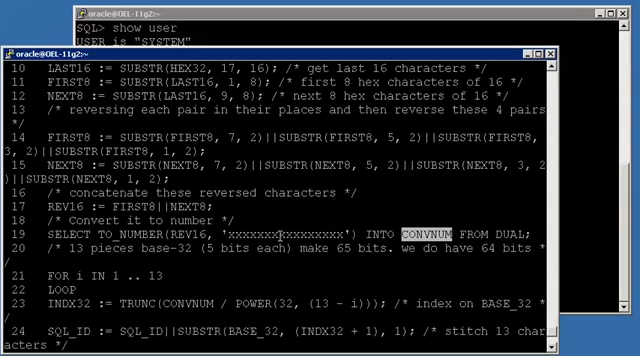 oracle@OEL-11g2:~
SQL> show user
USER is "SYSTEM"
oracle@OEL-11g2:~
10 LAST16 := SUBSTR(HEX32, 17, 16); /* get last 16 characters */
11 FIRST8 := SUBSTR(LAST16, 1, 8); /* first 8 hex characters of 16 */
12 NEXT8 := SUBSTR(LAST16, 9, 8); /* next 8 hex characters of 16 */
13 /* reversing each pair in their places and then reverse these 4 pairs
*/
14 FIRST8 := SUBSTR(FIRST8, 7, 2)||SUBSTR(FIRST8, 5, 2)||SUBSTR(FIRST8,
3, 2)||SUBSTR(FIRST8, 1, 2);
15 NEXT8 := SUBSTR(NEXT8, 7, 2)||SUBSTR(NEXT8, 5, 2)||SUBSTR(NEXT8, 3, 2
)||SUBSTR(NEXT8, 1, 2);
16 /* concatenate these reversed characters */
17 REV16 := FIRST8||NEXT8;
18 /* Convert it to number */
19 SELECT TO_NUMBER(REV16, 'xxxxxxxxxxxxxxxx') INTO CONVNUM FROM DUAL;
20 /* 13 pieces base-32 (5 bits each) make 65 bits. we do have 64 bits *
/
21 FOR i IN 1 .. 13
22 LOOP
23 INDX32 := TRUNC(CONVNUM / POWER(32, (13 - i))); /* index on BASE_32 *
/
24 SQL_ID := SQL_ID||SUBSTR(BASE_32, (INDX32 + 1), 1); /* stitch 13 char
acters */